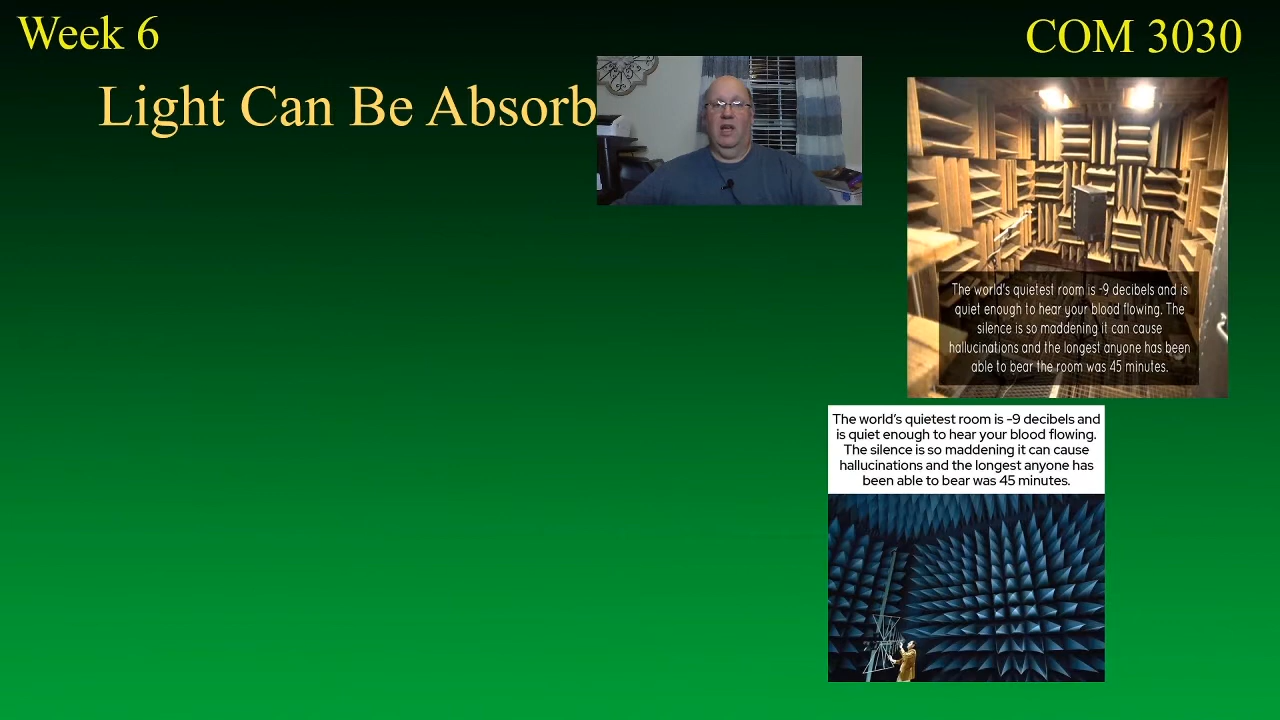 Week 6
COM 3030
Light Can Be Absorb
The world's quietest room is -9 decibels and is
quiet enough to hear your blood flowing. The
silence is so maddening it can cause
hallucinations and the longest anyone has been
able to bear the room was 45 minutes.
The world's quietest room is -9 decibels and
is quiet enough to hear your blood flowing.
The silence is so maddening it can cause
hallucinations and the longest anyone has
been able to bear was 45 minutes.